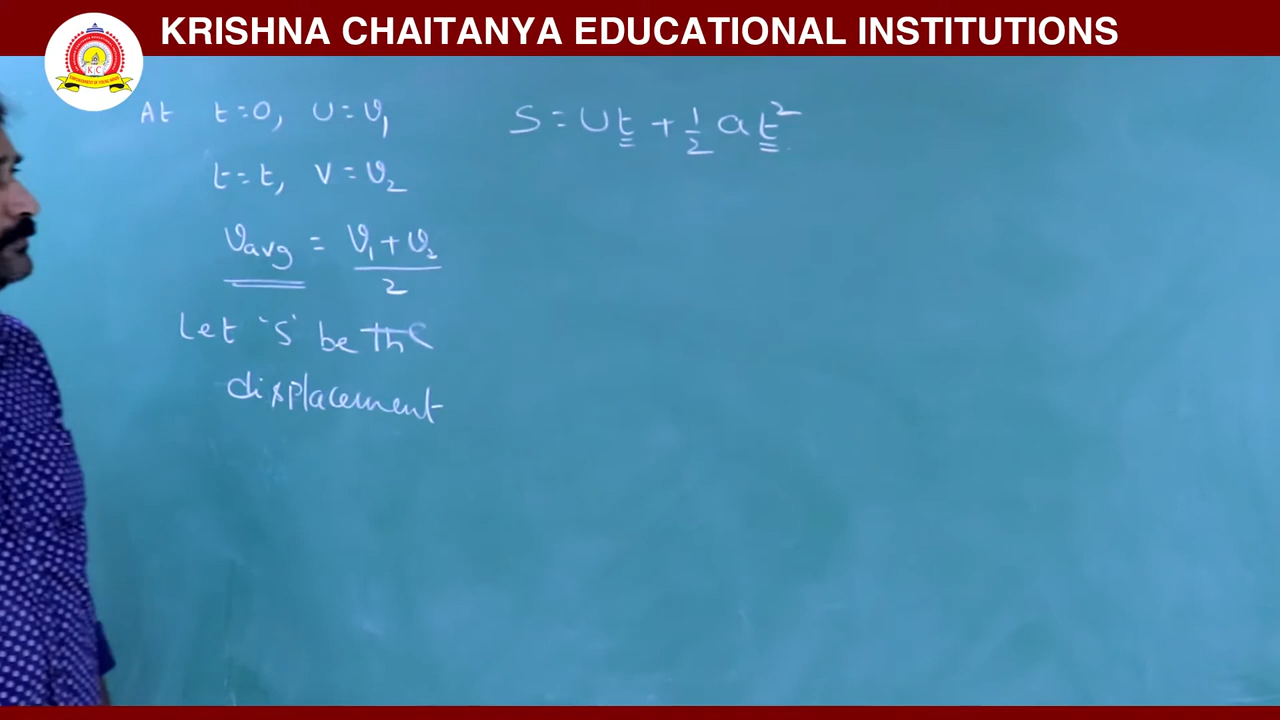 KRISHNA CHAITANYA EDUCATIONAL INSTITUTIONS
K C
At t=0, U=v₁
t=t, V=v₂
vavg = v₁+v₂/2
Let 's' be the
displacement
S=Ut+1/2at²